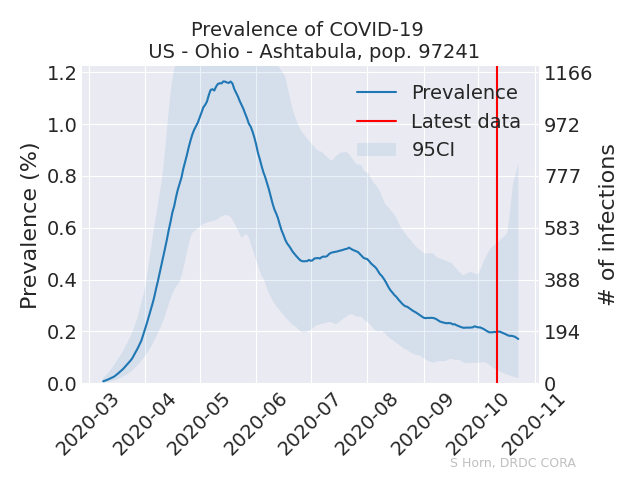 Prevalence of COVID-19
US - Ohio - Ashtabula, pop. 97241
Prevalence (%)
1.2
1.0
0.8
0.6
0.4
0.2
0.0
Prevalence
Latest data
95CI
1166
972
777
583
388
194
0
# of infections
2020-03
2020-04
2020-05
2020-06
2020-07
2020-08
2020-09
2020-10
2020-11
S Horn, DRDC CORA